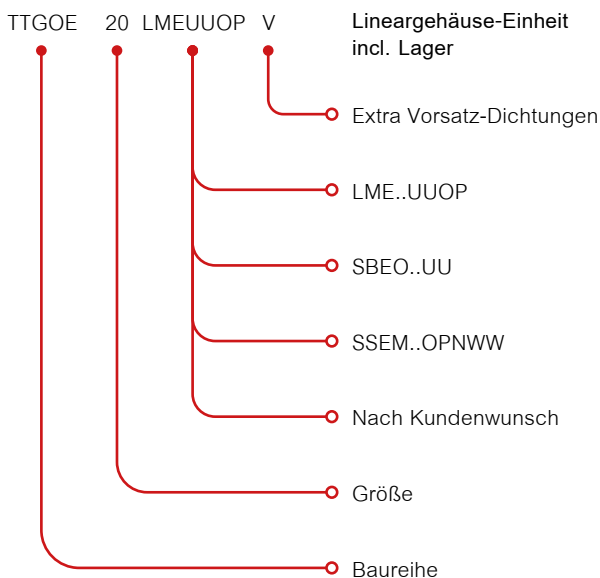 TTGOE 20 LMEUUOP V
Lineargehäuse-Einheit
incl. Lager
Extra Vorsatz-Dichtungen
LME..UUOP
SBEO..UU
SSEM..OPNWW
Nach Kundenwunsch
Größe
Baureihe